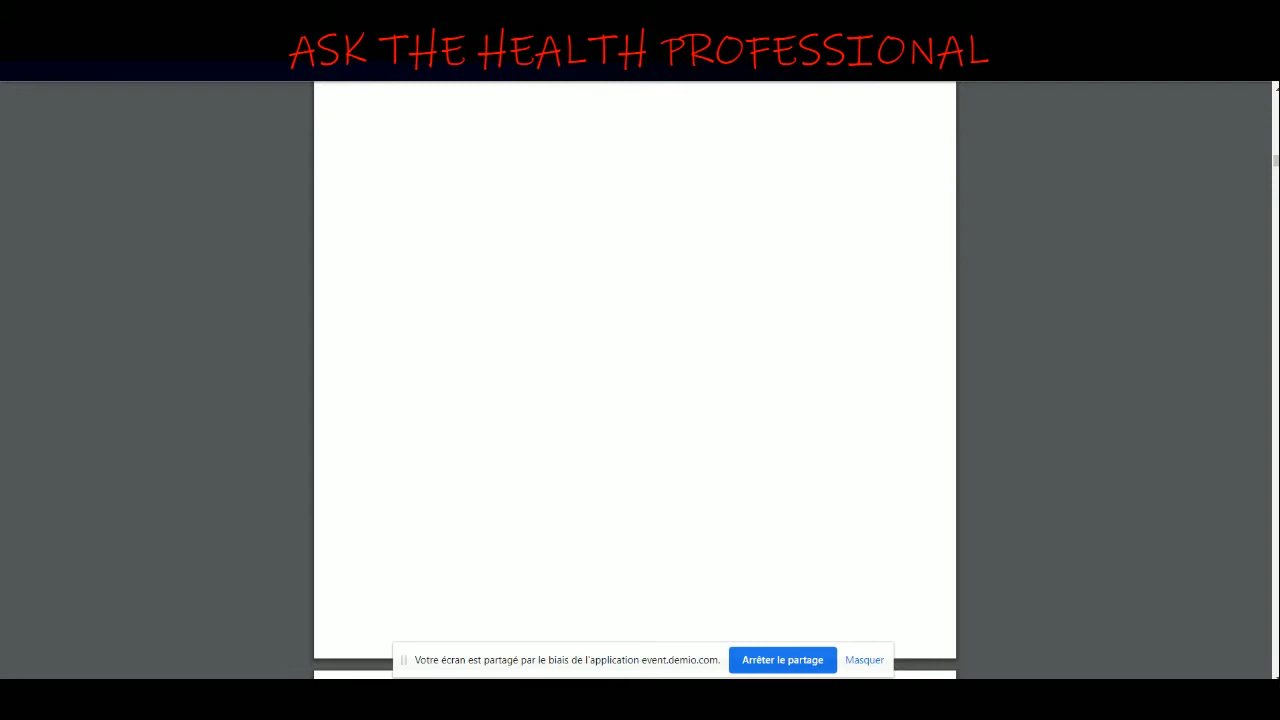 ASK THE HEALTH PROFESSIONAL
Votre écran est partagé par le biais de l'application event.demio.com. Arrêter le partage Masquer